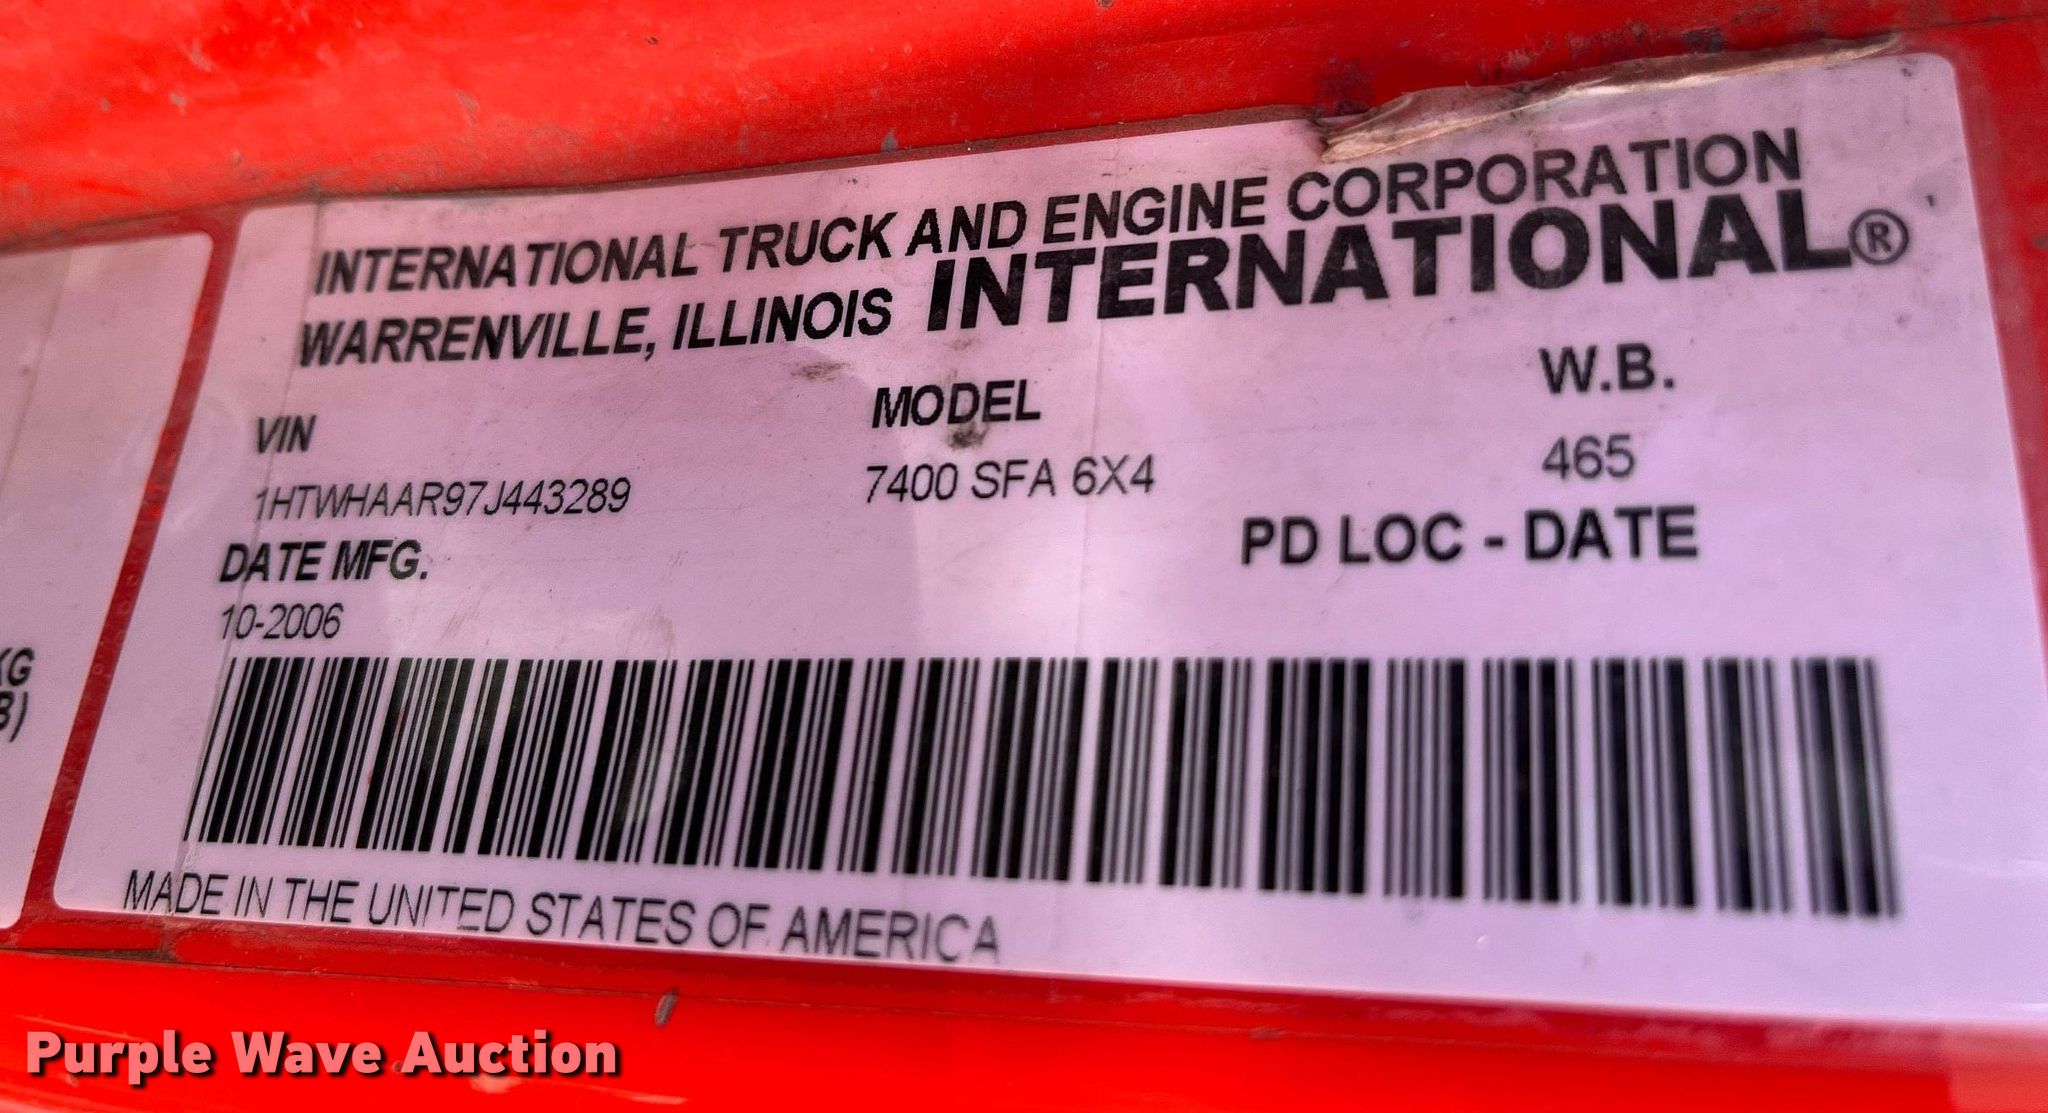 INTERNATIONAL TRUCK AND ENGINE CORPORATION
WARRENVILLE, ILLINOIS INTERNATIONAL®
VIN MODEL W.B.
1HTWHAAR97J443289 7400 SFA 6X4 465
DATE MFG. PD LOC - DATE
10-2006
KG
B)
MADE IN THE UNITED STATES OF AMERICA
Purple Wave Auction